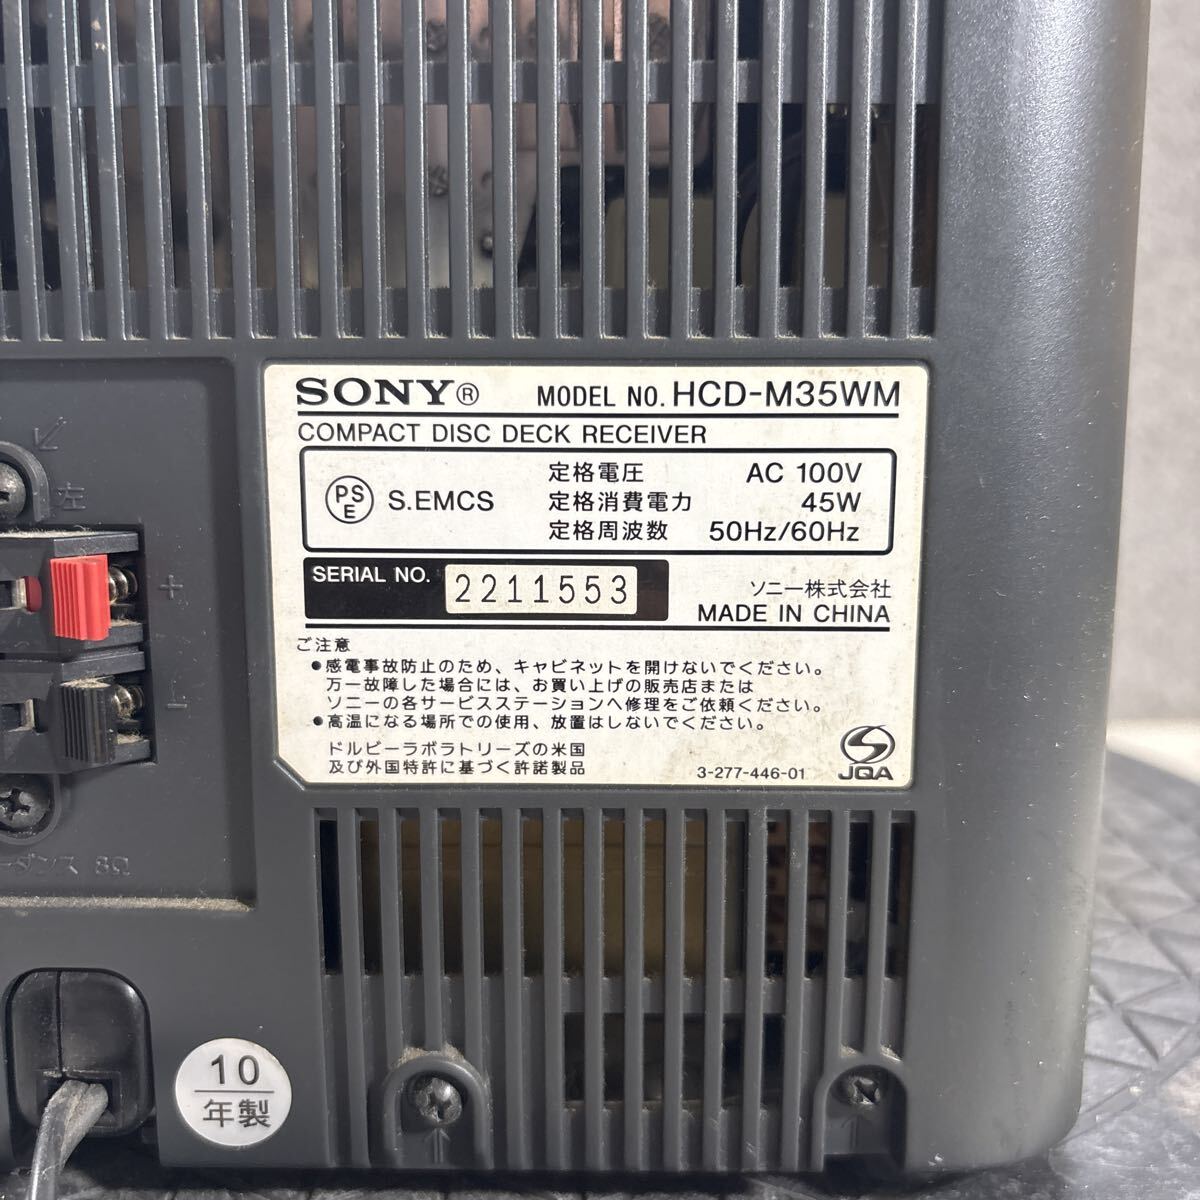 SONY® MODEL NO. HCD-M35WM
COMPACT DISC DECK RECEIVER
PSE S.EMCS
定格電圧 AC 100V
定格消費電力 45W
定格周波数 50Hz/60Hz
SERIAL NO. 2211553
ソニー株式会社
MADE IN CHINA
ご注意
●感電事故防止のため、キャビネットを開けないでください。
万一故障した場合には、お買い上げの販売店または
ソニーの各サービスステーションへ修理をご依頼ください。
●高温になる場所での使用、放置はしないでください。
ドルビーラボラトリーズの米国
及び外国特許に基づく許諾製品
3-277-446-01
JQA
左
+
ーダンス 8Ω
10
年製